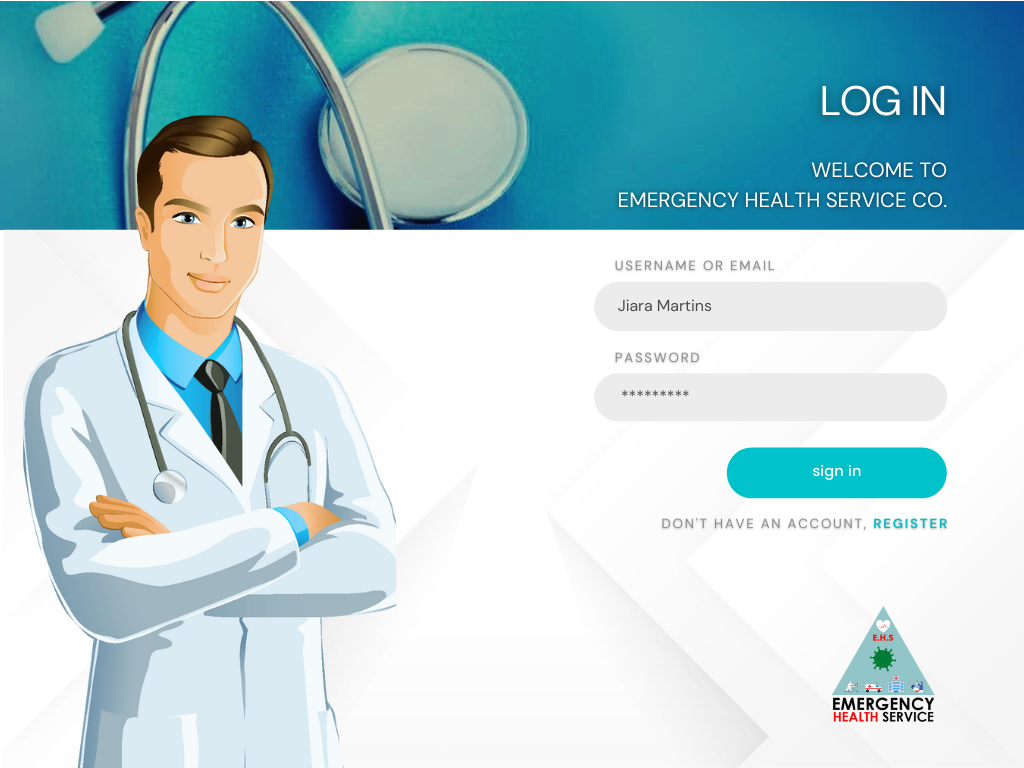 LOG IN
WELCOME TO
EMERGENCY HEALTH SERVICE CO.
USERNAME OR EMAIL
Jiara Martins
PASSWORD
*********
sign in
DON'T HAVE AN ACCOUNT, REGISTER
E.H.S
EMERGENCY
HEALTH SERVICE